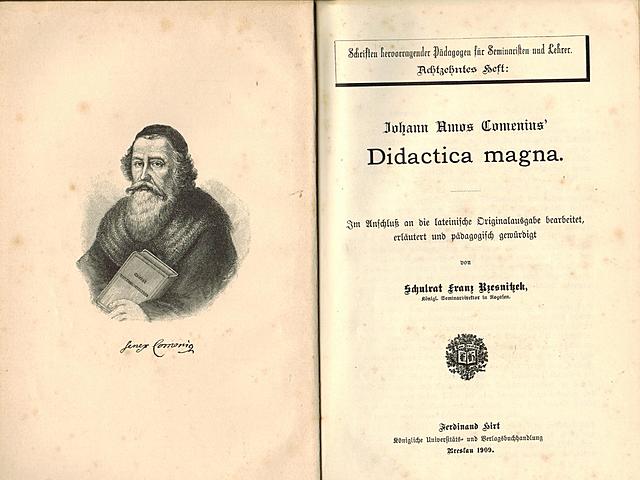 senex Comenig
Schriften hervorragender Pädagogen für Seminaristen und Lehrer.
Achtzehntes Heft:
Johann Amos Comenius'
Didactica magna.
Im Anschluß an die lateinische Originalausgabe bearbeitet,
erläutert und pädagogisch gewürdigt
von
Schulrat Franz Rzesnitzek,
Königl. Seminardirektor in Rogasen.
Ferdinand Hirt
Königliche Universitäts- und Verlagsbuchhandlung
Breslau 1909.